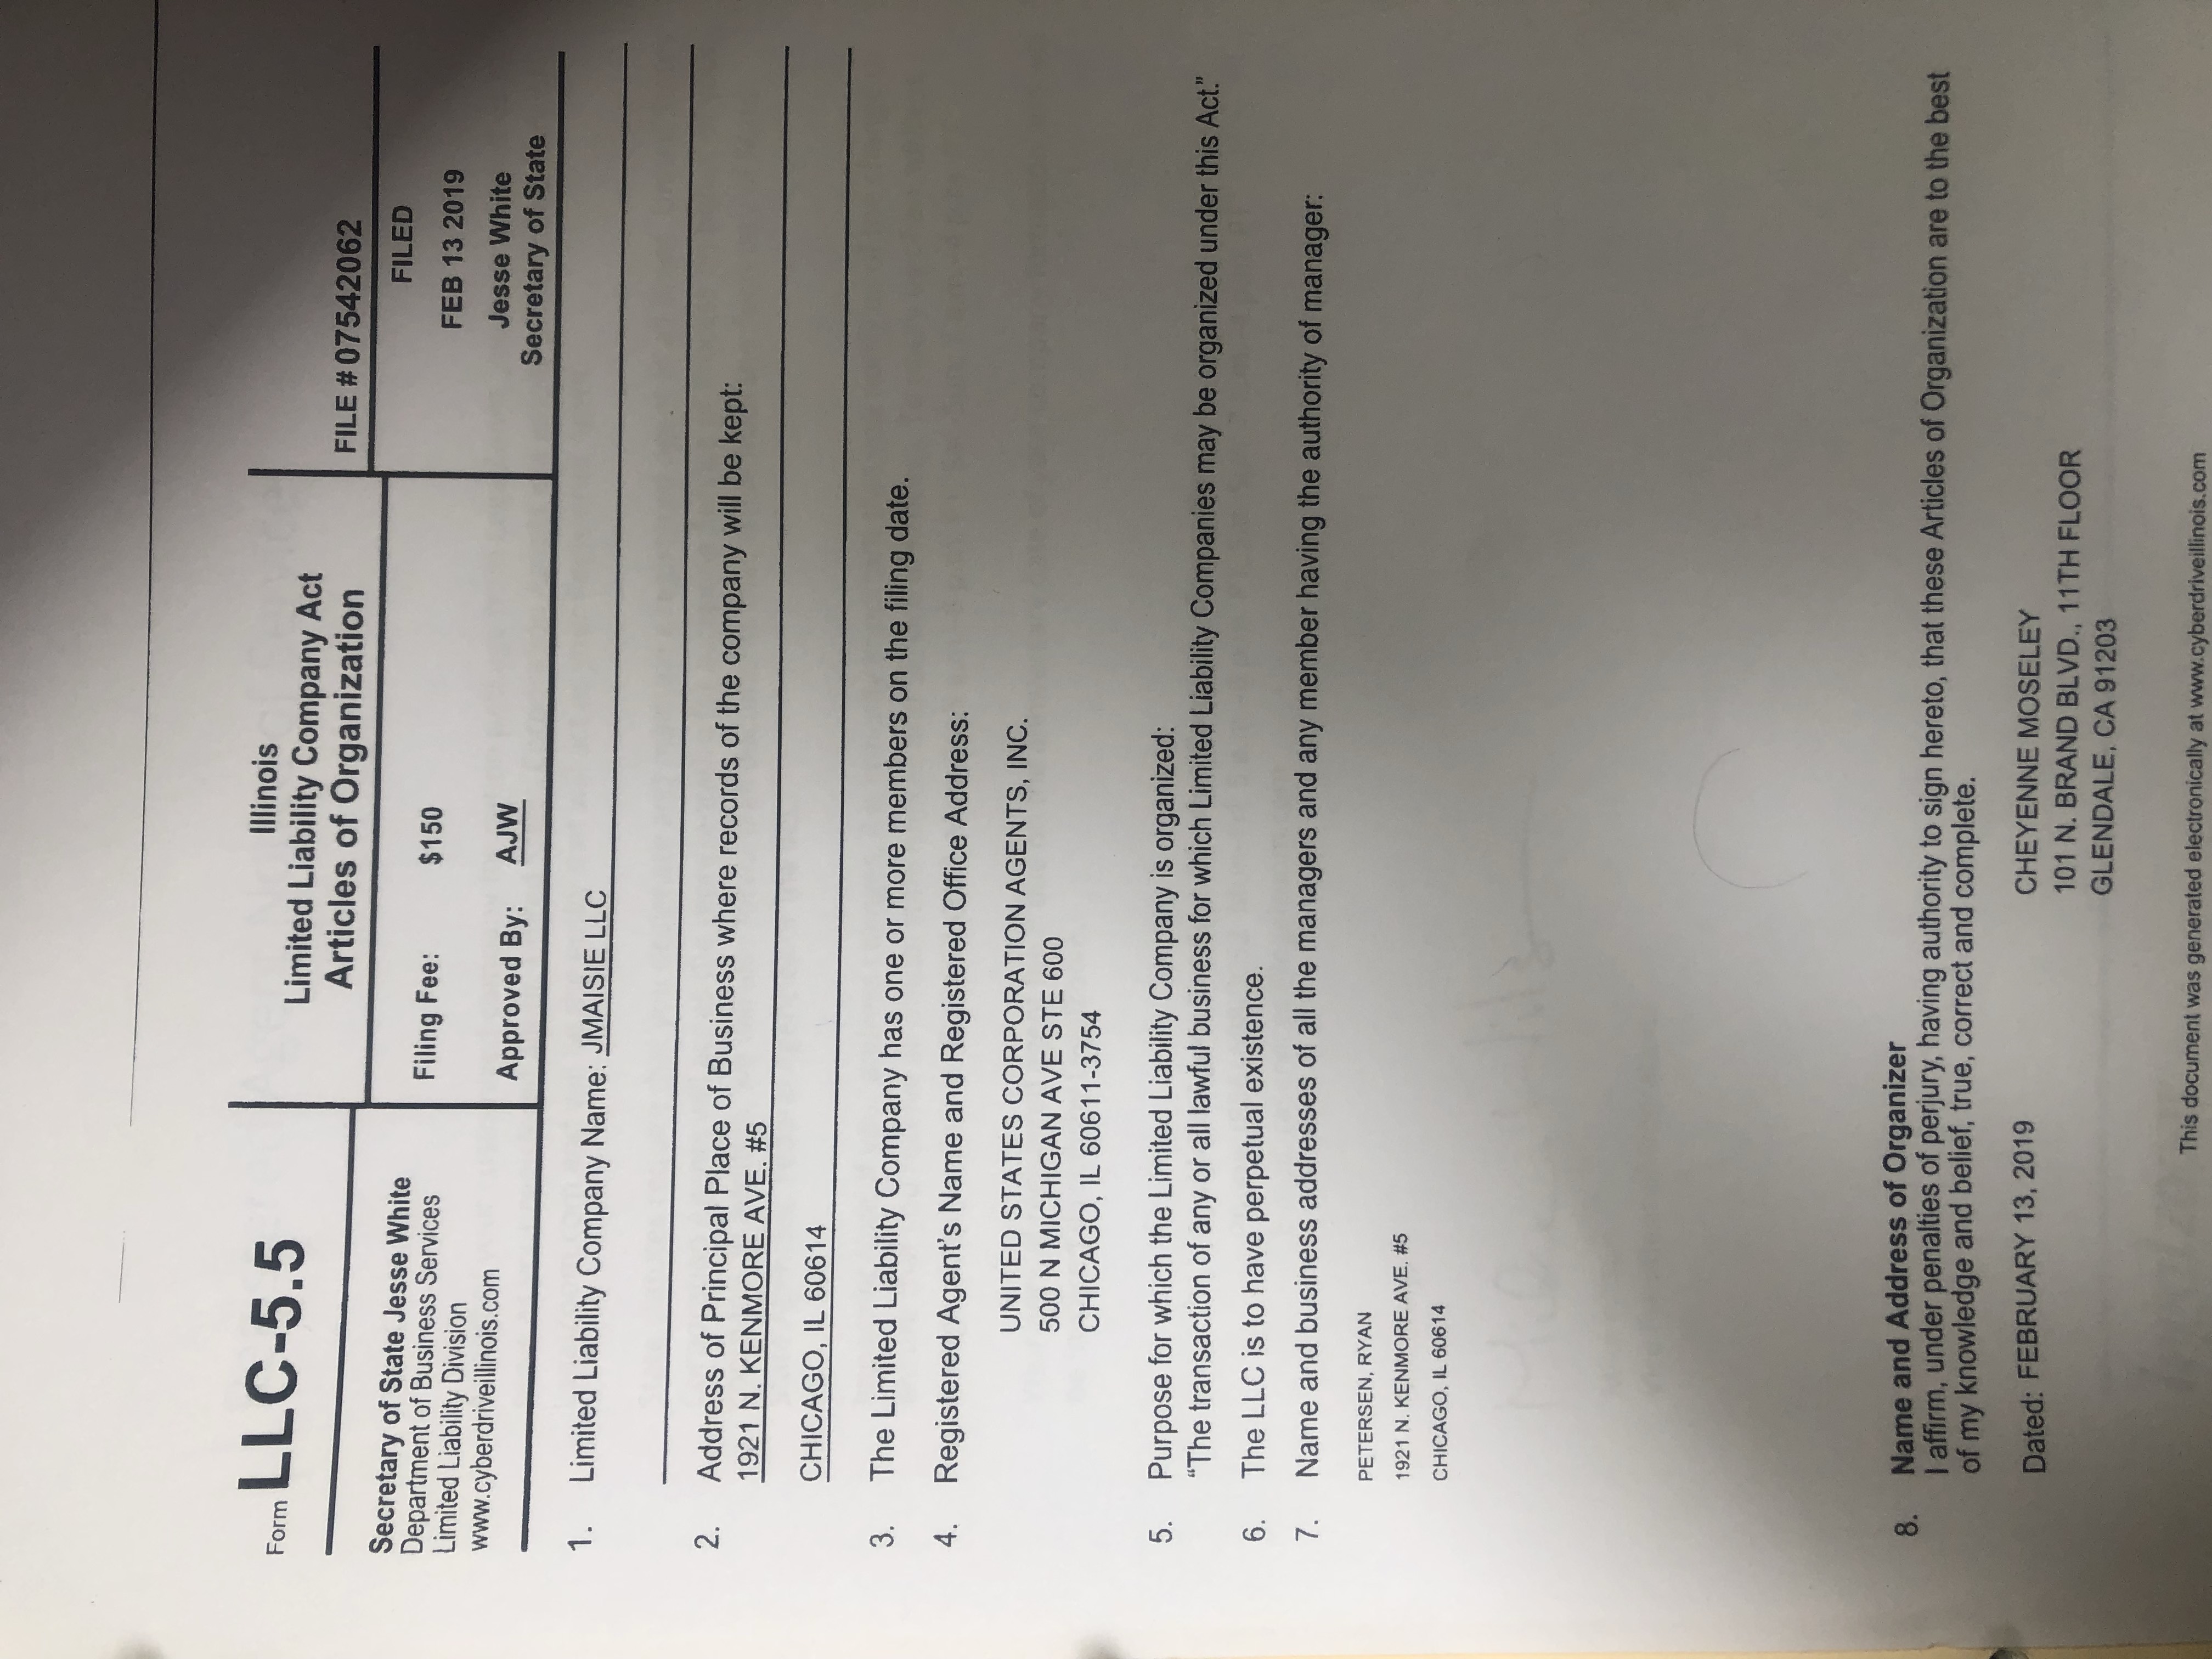 Form LLC-5.5
Illinois
Limited Liability Company Act
Articles of Organization
FILE # 07542062
Secretary of State Jesse White
Department of Business Services
Limited Liability Division
www.cyberdriveillinois.com
Filing Fee: $150
Approved By: AJW
FILED
FEB 13 2019
Jesse White
Secretary of State
1. Limited Liability Company Name: JMAISIE LLC
2. Address of Principal Place of Business where records of the company will be kept:
1921 N. KENMORE AVE. #5
CHICAGO, IL 60614
3. The Limited Liability Company has one or more members on the filing date.
4. Registered Agent's Name and Registered Office Address:
UNITED STATES CORPORATION AGENTS, INC.
500 N MICHIGAN AVE STE 600
CHICAGO, IL 60611-3754
5. Purpose for which the Limited Liability Company is organized:
“The transaction of any or all lawful business for which Limited Liability Companies may be organized under this Act.”
6. The LLC is to have perpetual existence.
7. Name and business addresses of all the managers and any member having the authority of manager:
PETERSEN, RYAN
1921 N. KENMORE AVE. #5
CHICAGO, IL 60614
8. Name and Address of Organizer
I affirm, under penalties of perjury, having authority to sign hereto, that these Articles of Organization are to the best
of my knowledge and belief, true, correct and complete.
Dated: FEBRUARY 13, 2019
CHEYENNE MOSELEY
101 N. BRAND BLVD., 11TH FLOOR
GLENDALE, CA 91203
This document was generated electronically at www.cyberdriveillinois.com